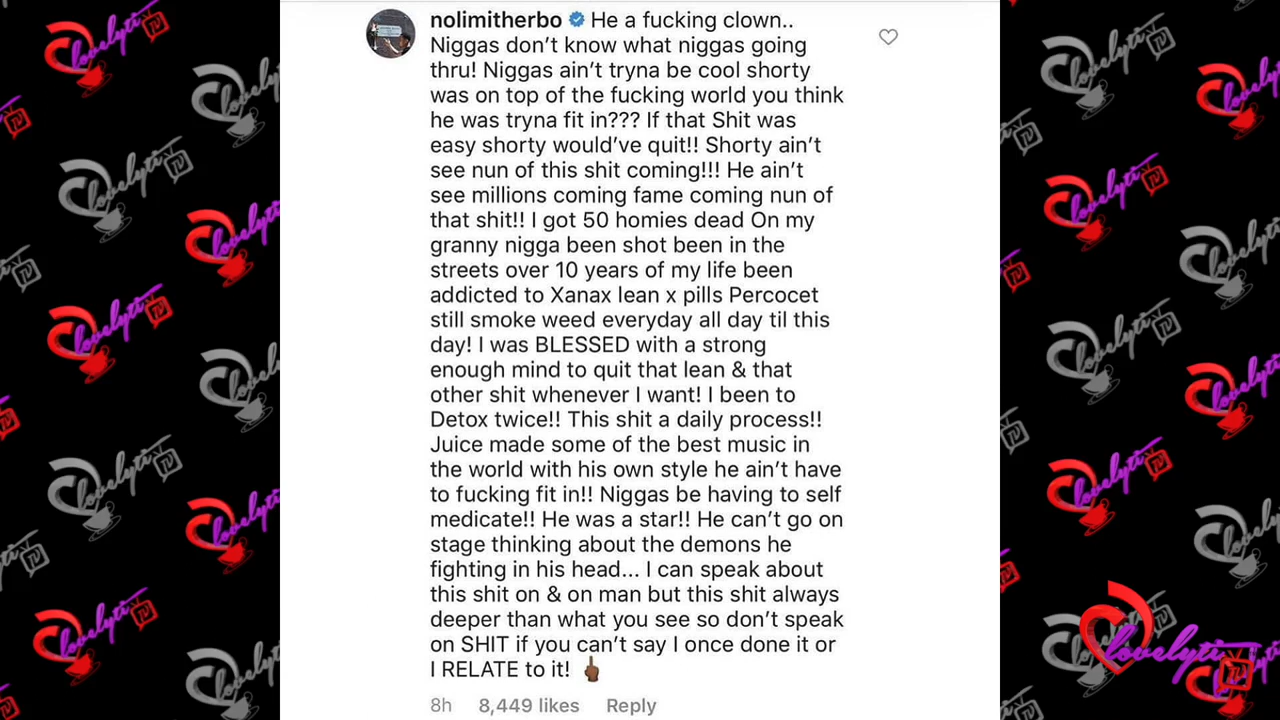 nolimitherbo He a fucking clown..
Niggas don’t know what niggas going
thru! Niggas ain’t tryna be cool shorty
was on top of the fucking world you think
he was tryna fit in??? If that Shit was
easy shorty would’ve quit!! Shorty ain’t
see nun of this shit coming!!! He ain’t
see millions coming fame coming nun of
that shit!! I got 50 homies dead On my
granny nigga been shot been in the
streets over 10 years of my life been
addicted to Xanax lean x pills Percocet
still smoke weed everyday all day til this
day! I was BLESSED with a strong
enough mind to quit that lean & that
other shit whenever I want! I been to
Detox twice!! This shit a daily process!!
Juice made some of the best music in
the world with his own style he ain’t have
to fucking fit in!! Niggas be having to self
medicate!! He was a star!! He can’t go on
stage thinking about the demons he
fighting in his head... I can speak about
this shit on & on man but this shit always
deeper than what you see so don’t speak
on SHIT if you can’t say I once done it or
I RELATE to it! 🖕🏾
8h 8,449 likes Reply
lovelyti